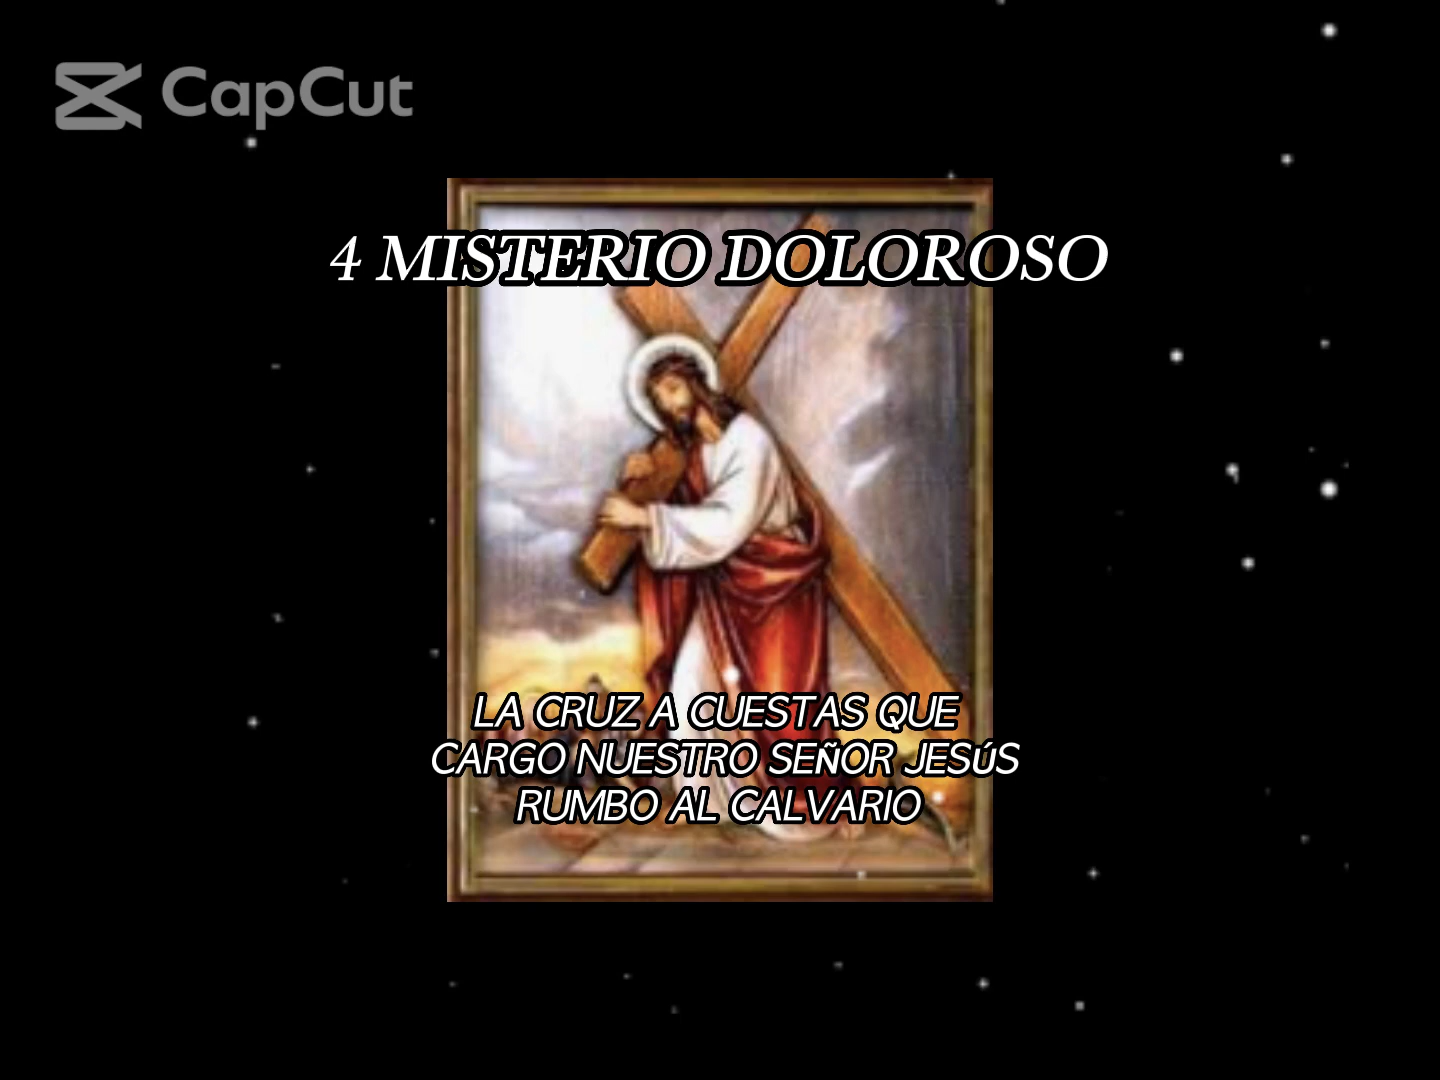 CapCut
4 MISTERIO DOLOROSO
LA CRUZ A CUESTAS QUE
CARGO NUESTRO SEÑOR JESÚS
RUMBO AL CALVARIO